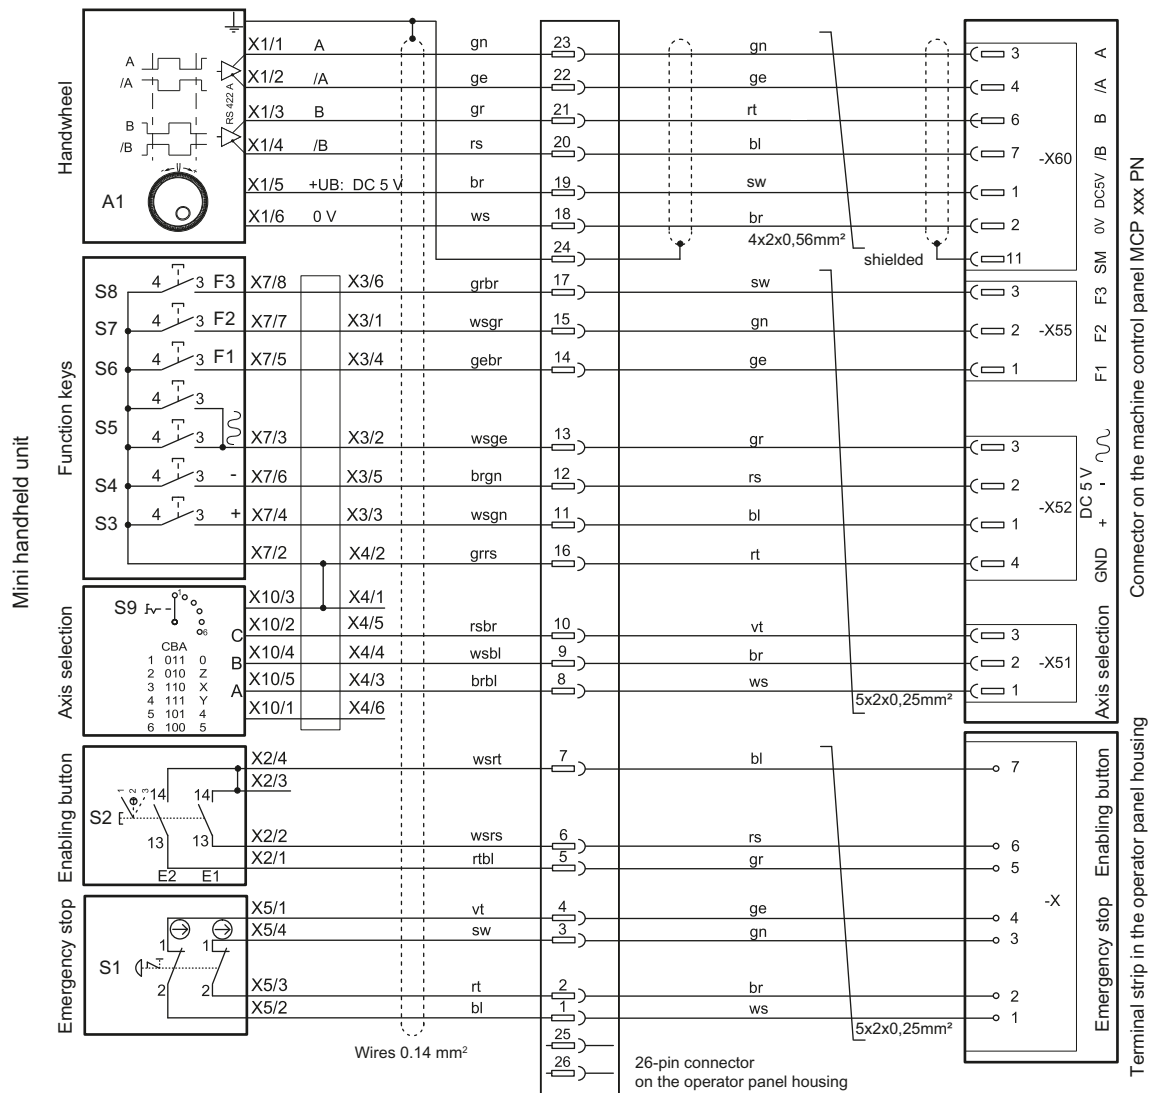 Mini handheld unit
Handwheel
A
/A
B
/B
RS 422 A
A1
X1/1 A gn 23 gn 3 A
X1/2 /A ge 22 ge 4 /A
X1/3 B gr 21 rt 6 B
X1/4 /B rs 20 bl 7 /B
-X60
X1/5 +UB: DC 5 V br 19 sw 1 DC5V
X1/6 0 V ws 18 br 2 0V
4x2x0,56mm²
24 shielded 11 SM
Function keys
S8 4 3 F3 X7/8 X3/6 grbr 17 sw 3 F3
S7 4 3 F2 X7/7 X3/1 wsgr 15 gn 2 -X55 F2
S6 4 3 F1 X7/5 X3/4 gebr 14 ge 1 F1
4 3
S5
4 3 X7/3 X3/2 wsge 13 gr 3
S4 4 3 - X7/6 X3/5 brgn 12 rs 2 -
-X52 DC 5 V
S3 4 3 + X7/4 X3/3 wsgn 11 bl 1 +
X7/2 X4/2 grrs 16 rt 4 GND
Axis selection
S9 1 6
X10/3 X4/1
C X10/2 X4/5 rsbr 10 vt 3
B X10/4 X4/4 wsbl 9 br 2 -X51
A X10/5 X4/3 brbl 8 ws 1
X10/1 X4/6
CBA
1 011 0
2 010 Z
3 110 X
4 111 Y
5 101 4
6 100 5
5x2x0,25mm²
Axis selection
Connector on the machine control panel MCP xxx PN
Enabling button
X2/4 wsrt 7 bl 7
X2/3
S2 1 2 3 14 14
13 13
X2/2 wsrs 6 rs 6
X2/1 rtbl 5 gr 5
E2 E1
Enabling button
Emergency stop
X5/1 vt 4 ge 4
X5/4 sw 3 gn 3
-X
S1 1 1
2 2
X5/3 rt 2 br 2
X5/2 bl 1 ws 1
Emergency stop
5x2x0,25mm²
Terminal strip in the operator panel housing
25
26
Wires 0.14 mm²
26-pin connector
on the operator panel housing